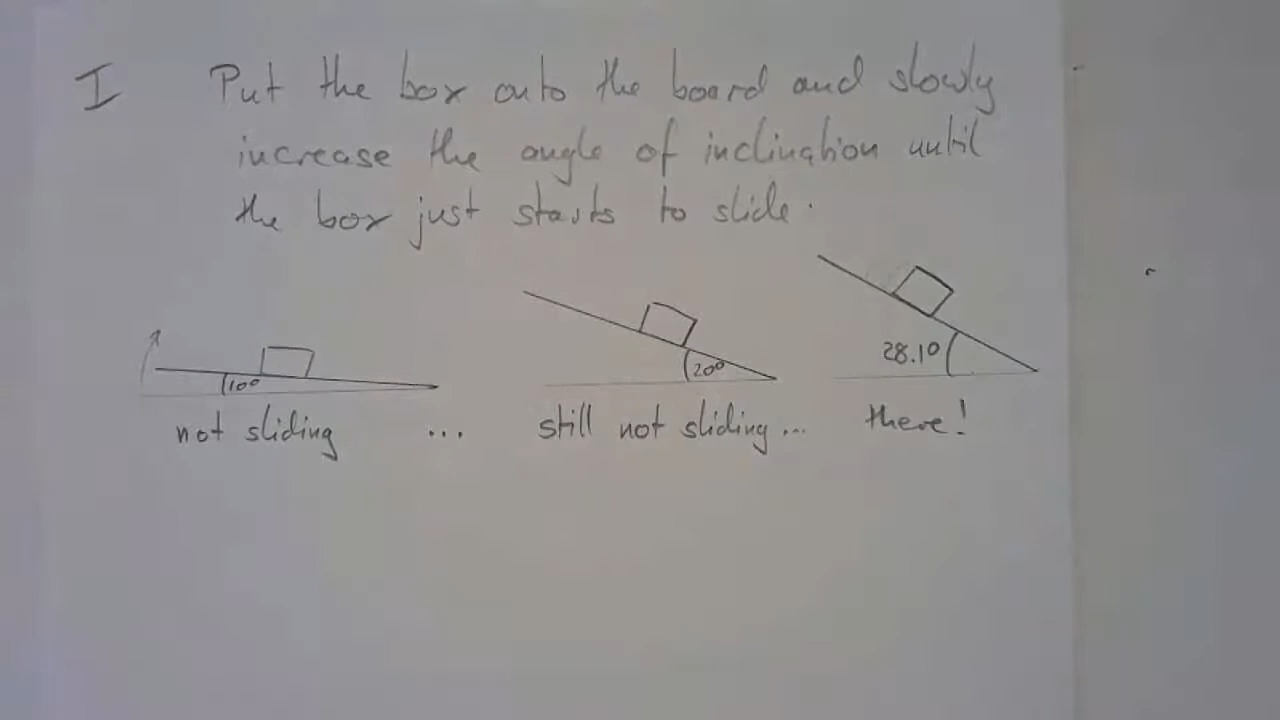 I Put the box onto the board and slowly
increase the angle of inclination until
the box just starts to slide.
10°
20°
28.1°
not sliding ... still not sliding ... there!